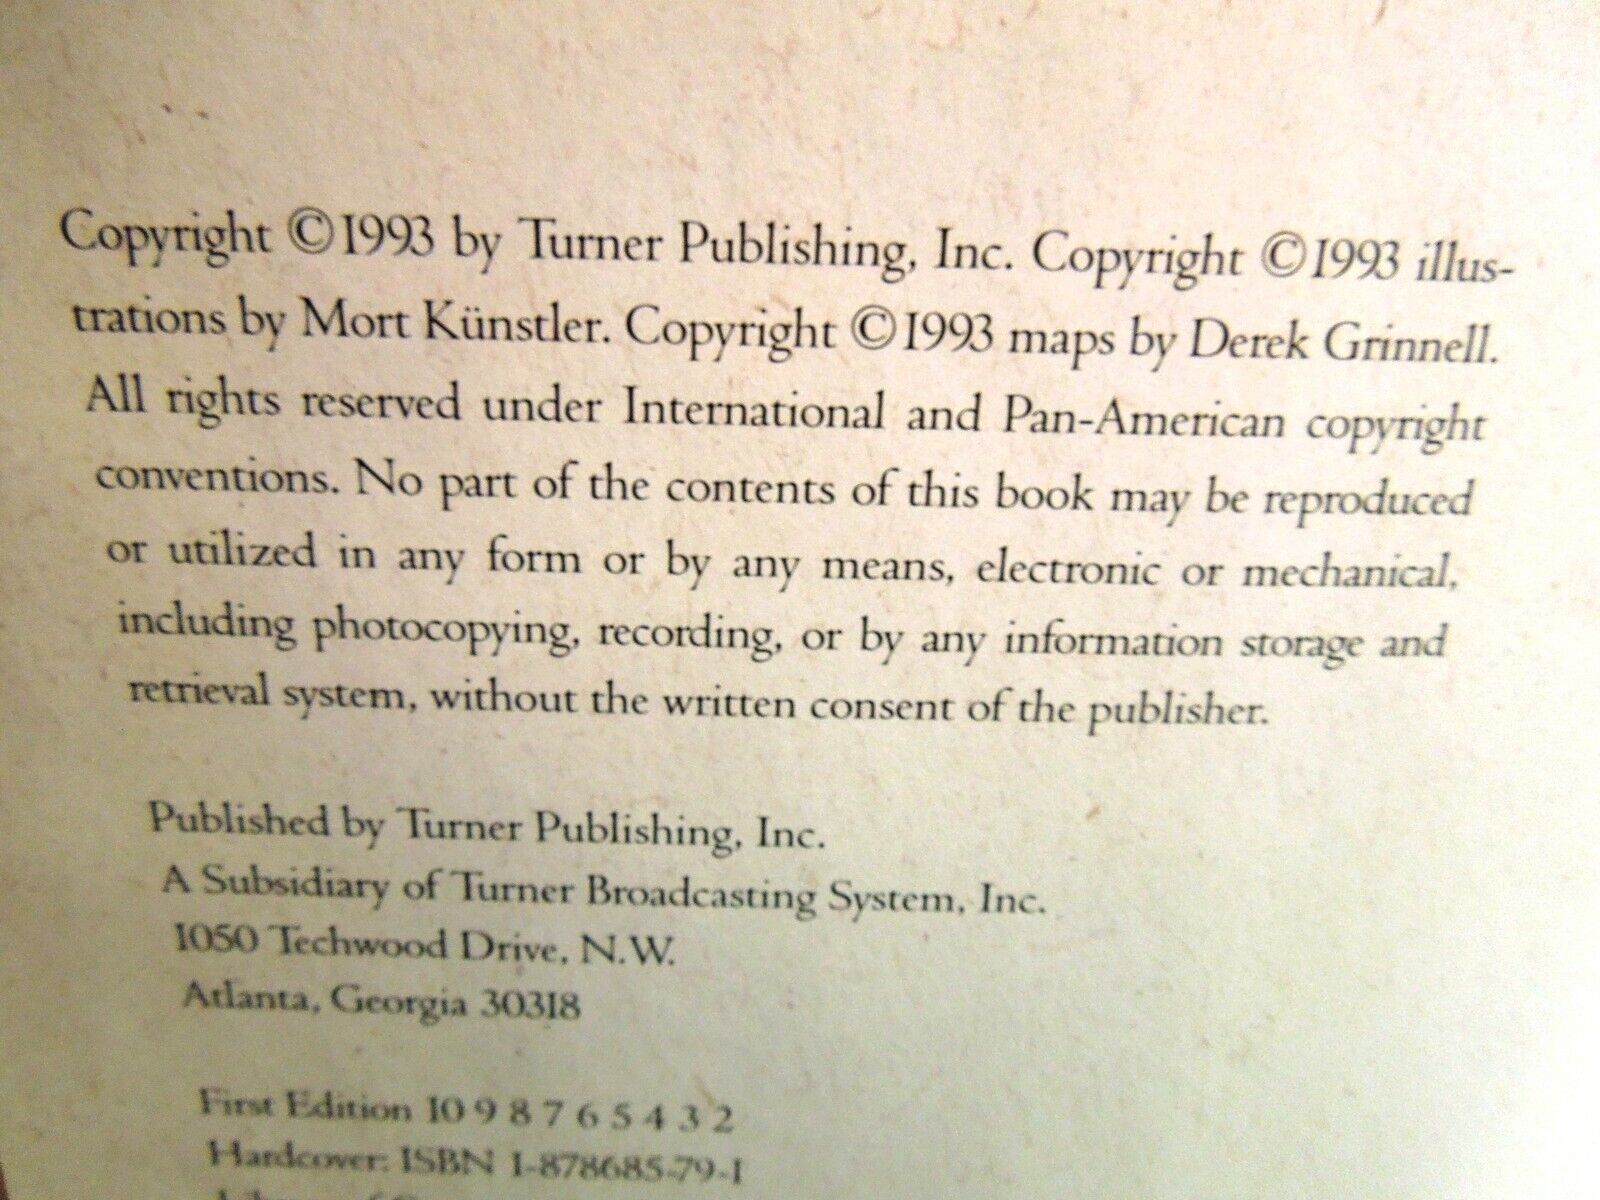 Copyright ©1993 by Turner Publishing, Inc. Copyright ©1993 illus-
trations by Mort Künstler. Copyright ©1993 maps by Derek Grinnell.
All rights reserved under International and Pan-American copyright
conventions. No part of the contents of this book may be reproduced
or utilized in any form or by any means, electronic or mechanical,
including photocopying, recording, or by any information storage and
retrieval system, without the written consent of the publisher.
Published by Turner Publishing, Inc.
A Subsidiary of Turner Broadcasting System, Inc.
1050 Techwood Drive, N.W.
Atlanta, Georgia 30318
First Edition 10 9 8 7 6 5 4 3 2
Hardcover: ISBN 1-878685-79-1